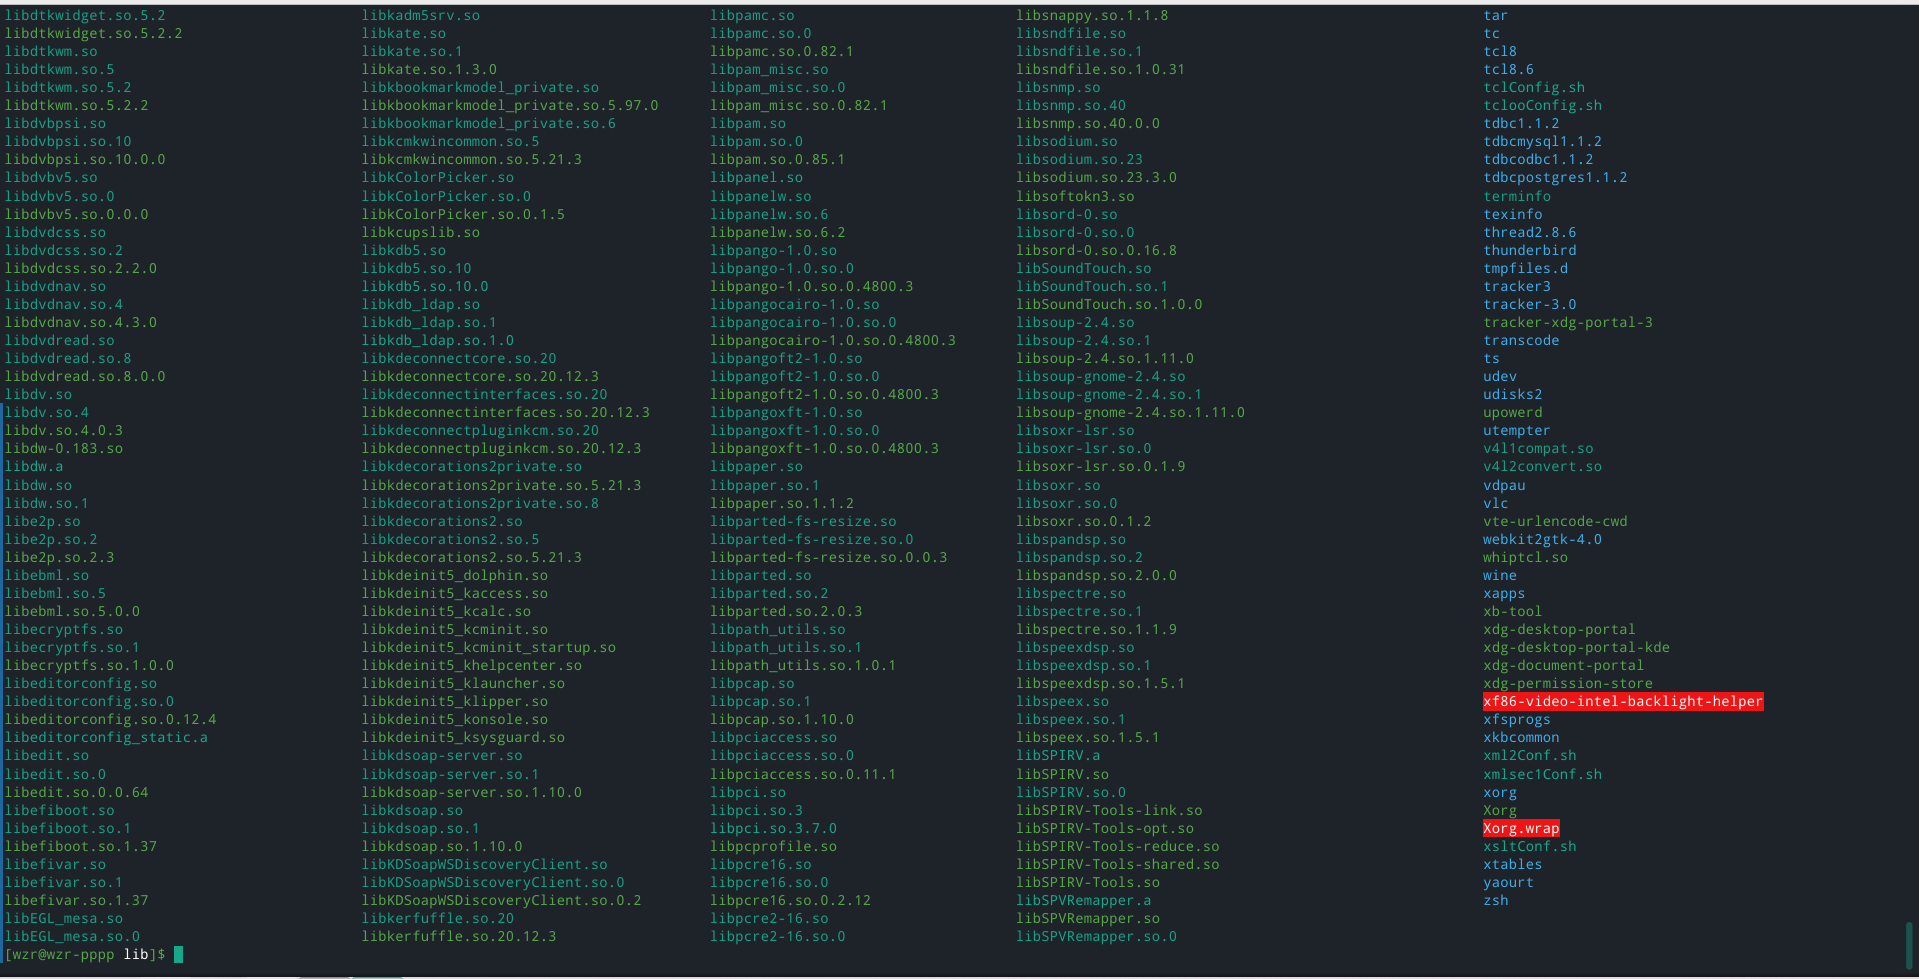 libdtkwidget.so.5.2 libkadm5srv.so libpamc.so libsnappy.so.1.1.8 tar
libdtkwidget.so.5.2.2 libkate.so libpamc.so.0 libsndfile.so tc
libdtkwm.so libkate.so.1 libpamc.so.0.82.1 libsndfile.so.1 tcl8
libdtkwm.so.5 libkate.so.1.3.0 libpam_misc.so libsndfile.so.1.0.31 tcl8.6
libdtkwm.so.5.2 libkbookmarkmodel_private.so libpam_misc.so.0 libsnmp.so tclConfig.sh
libdtkwm.so.5.2.2 libkbookmarkmodel_private.so.5.97.0 libpam_misc.so.0.82.1 libsnmp.so.40 tclooConfig.sh
libdvbpsi.so libkbookmarkmodel_private.so.6 libpam.so libsnmp.so.40.0.0 tdbc1.1.2
libdvbpsi.so.10 libkcmkwincommon.so.5 libpam.so.0 libsodium.so tdbcmysql1.1.2
libdvbpsi.so.10.0.0 libkcmkwincommon.so.5.21.3 libpam.so.0.85.1 libsodium.so.23 tdbcodbc1.1.2
libdvbv5.so libkColorPicker.so libpanel.so libsodium.so.23.3.0 tdbcpostgres1.1.2
libdvbv5.so.0 libkColorPicker.so.0 libpanelw.so libsoftokn3.so terminfo
libdvbv5.so.0.0.0 libkColorPicker.so.0.1.5 libpanelw.so.6 libsord-0.so texinfo
libdvdcss.so libkcupslib.so libpanelw.so.6.2 libsord-0.so.0 thread2.8.6
libdvdcss.so.2 libkdb5.so libpango-1.0.so libsord-0.so.0.16.8 thunderbird
libdvdcss.so.2.2.0 libkdb5.so.10 libpango-1.0.so.0 libSoundTouch.so tmpfiles.d
libdvdnav.so libkdb5.so.10.0 libpango-1.0.so.0.4800.3 libSoundTouch.so.1 tracker3
libdvdnav.so.4 libkdb_ldap.so libpangocairo-1.0.so libSoundTouch.so.1.0.0 tracker-3.0
libdvdnav.so.4.3.0 libkdb_ldap.so.1 libpangocairo-1.0.so.0 libsoup-2.4.so tracker-xdg-portal-3
libdvdread.so libkdb_ldap.so.1.0 libpangocairo-1.0.so.0.4800.3 libsoup-2.4.so.1 transcode
libdvdread.so.8 libkdeconnectcore.so.20 libpangoft2-1.0.so libsoup-2.4.so.1.11.0 ts
libdvdread.so.8.0.0 libkdeconnectcore.so.20.12.3 libpangoft2-1.0.so.0 libsoup-gnome-2.4.so udev
libdv.so libkdeconnectinterfaces.so.20 libpangoft2-1.0.so.0.4800.3 libsoup-gnome-2.4.so.1 udisks2
libdv.so.4 libkdeconnectinterfaces.so.20.12.3 libpangoxft-1.0.so libsoup-gnome-2.4.so.1.11.0 upowerd
libdv.so.4.0.3 libkdeconnectpluginkcm.so.20 libpangoxft-1.0.so.0 libsoxr-lsr.so utempter
libdw-0.183.so libkdeconnectpluginkcm.so.20.12.3 libpangoxft-1.0.so.0.4800.3 libsoxr-lsr.so.0 v4l1compat.so
libdw.a libkdecorations2private.so libpaper.so libsoxr-lsr.so.0.1.9 v4l2convert.so
libdw.so libkdecorations2private.so.5.21.3 libpaper.so.1 libsoxr.so vdpau
libdw.so.1 libkdecorations2private.so.8 libpaper.so.1.1.2 libsoxr.so.0 vlc
libe2p.so libkdecorations2.so libparted-fs-resize.so libsoxr.so.0.1.2 vte-urlencode-cwd
libe2p.so.2 libkdecorations2.so.5 libparted-fs-resize.so.0 libspandsp.so webkit2gtk-4.0
libe2p.so.2.3 libkdecorations2.so.5.21.3 libparted-fs-resize.so.0.0.3 libspandsp.so.2 whiptcl.so
libebml.so libkdeinit5_dolphin.so libparted.so libspandsp.so.2.0.0 wine
libebml.so.5 libkdeinit5_kaccess.so libparted.so.2 libspectre.so xapps
libebml.so.5.0.0 libkdeinit5_kcalc.so libparted.so.2.0.3 libspectre.so.1 xb-tool
libecryptfs.so libkdeinit5_kcminit.so libpath_utils.so libspectre.so.1.1.9 xdg-desktop-portal
libecryptfs.so.1 libkdeinit5_kcminit_startup.so libpath_utils.so.1 libspeexdsp.so xdg-desktop-portal-kde
libecryptfs.so.1.0.0 libkdeinit5_khelpcenter.so libpath_utils.so.1.0.1 libspeexdsp.so.1 xdg-document-portal
libeditorconfig.so libkdeinit5_klauncher.so libpcap.so libspeexdsp.so.1.5.1 xdg-permission-store
libeditorconfig.so.0 libkdeinit5_klipper.so libpcap.so.1 libspeex.so xf86-video-intel-backlight-helper
libeditorconfig.so.0.12.4 libkdeinit5_konsole.so libpcap.so.1.10.0 libspeex.so.1 xfsprogs
libeditorconfig_static.a libkdeinit5_ksysguard.so libpciaccess.so libspeex.so.1.5.1 xkbcommon
libedit.so libkdsoap-server.so libpciaccess.so.0 libSPIRV.a xml2Conf.sh
libedit.so.0 libkdsoap-server.so.1 libpciaccess.so.0.11.1 libSPIRV.so xmlsec1Conf.sh
libedit.so.0.0.64 libkdsoap-server.so.1.10.0 libpci.so libSPIRV.so.0 xorg
libefiboot.so libkdsoap.so libpci.so.3 libSPIRV-Tools-link.so Xorg
libefiboot.so.1 libkdsoap.so.1 libpci.so.3.7.0 libSPIRV-Tools-opt.so Xorg.wrap
libefiboot.so.1.37 libkdsoap.so.1.10.0 libpcprofile.so libSPIRV-Tools-reduce.so xsltConf.sh
libefivar.so libKDSoapWSDiscoveryClient.so libpcre16.so libSPIRV-Tools-shared.so xtables
libefivar.so.1 libKDSoapWSDiscoveryClient.so.0 libpcre16.so.0 libSPIRV-Tools.so yaourt
libefivar.so.1.37 libKDSoapWSDiscoveryClient.so.0.2 libpcre16.so.0.2.12 libSPVRemapper.a zsh
libEGL_mesa.so libkerfuffle.so.20 libpcre2-16.so libSPVRemapper.so
libEGL_mesa.so.0 libkerfuffle.so.20.12.3 libpcre2-16.so.0 libSPVRemapper.so.0
[wzr@wzr-pppp lib]$